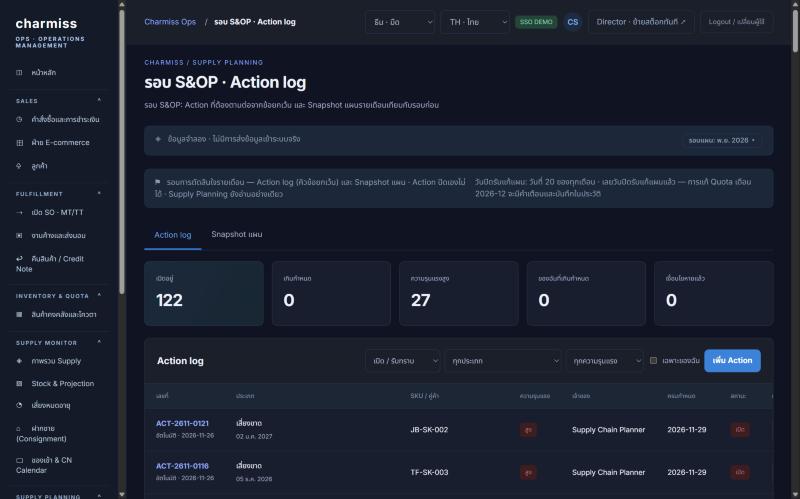 charmiss
OPS · OPERATIONS
MANAGEMENT
หน้าหลัก
SALES
คำสั่งซื้อและการชำระเงิน
ฝ่าย E-commerce
ลูกค้า
FULFILLMENT
เปิด SO · MT/TT
งานค้างและส่งมอบ
คืนสินค้า / Credit
Note
INVENTORY & QUOTA
สินค้าคงคลังและโควตา
SUPPLY MONITOR
ภาพรวม Supply
Stock & Projection
เสี่ยงหมดอายุ
ฝากขาย
(Consignment)
ของเข้า & CN
Calendar
SUPPLY PLANNING
Charmiss Ops / รอบ S&OP · Action log
ธีม · มืด
TH · ไทย
SSO DEMO
CS
Director · ย้ายสต็อกทันที ↗
Logout / เปลี่ยนผู้ใช้
CHARMISS / SUPPLY PLANNING
รอบ S&OP · Action log
รอบ S&OP: Action ที่ต้องตามต่อจากข้อยกเว้น และ Snapshot แผนรายเดือนเทียบกับรอบก่อน
ข้อมูลจำลอง · ไม่มีการส่งข้อมูลเข้าระบบจริง
รอบแผน: พ.ย. 2026
รอบการตัดสินใจรายเดือน — Action log (คิวข้อยกเว้น) และ Snapshot แผน · Action ปิดเองไม่
ได้ · Supply Planning ยังอ่านอย่างเดียว
วันปิดรับแก้แผน: วันที่ 20 ของทุกเดือน · เลยวันปิดรับแก้แผนแล้ว — การแก้ Quota เดือน
2026-12 จะมีคำเตือนและบันทึกในประวัติ
Action log
Snapshot แผน
เปิดอยู่
122
เกินกำหนด
0
ความรุนแรงสูง
27
ของฉันที่เกินกำหนด
0
เงื่อนไขหายแล้ว
0
Action log
เปิด / รับทราบ
ทุกประเภท
ทุกความรุนแรง
เฉพาะของฉัน
เพิ่ม Action
เลขที่
ประเภท
SKU / คู่ค้า
ความรุนแรง
เจ้าของ
ครบกำหนด
สถานะ
ACT-2611-0121
อัตโนมัติ · 2026-11-26
เสี่ยงขาด
02 ม.ค. 2027
JB-SK-002
สูง
Supply Chain Planner
2026-11-29
เปิด
ACT-2611-0116
อัตโนมัติ · 2026-11-26
เสี่ยงขาด
05 ธ.ค. 2026
TF-SK-003
สูง
Supply Chain Planner
2026-11-29
เปิด